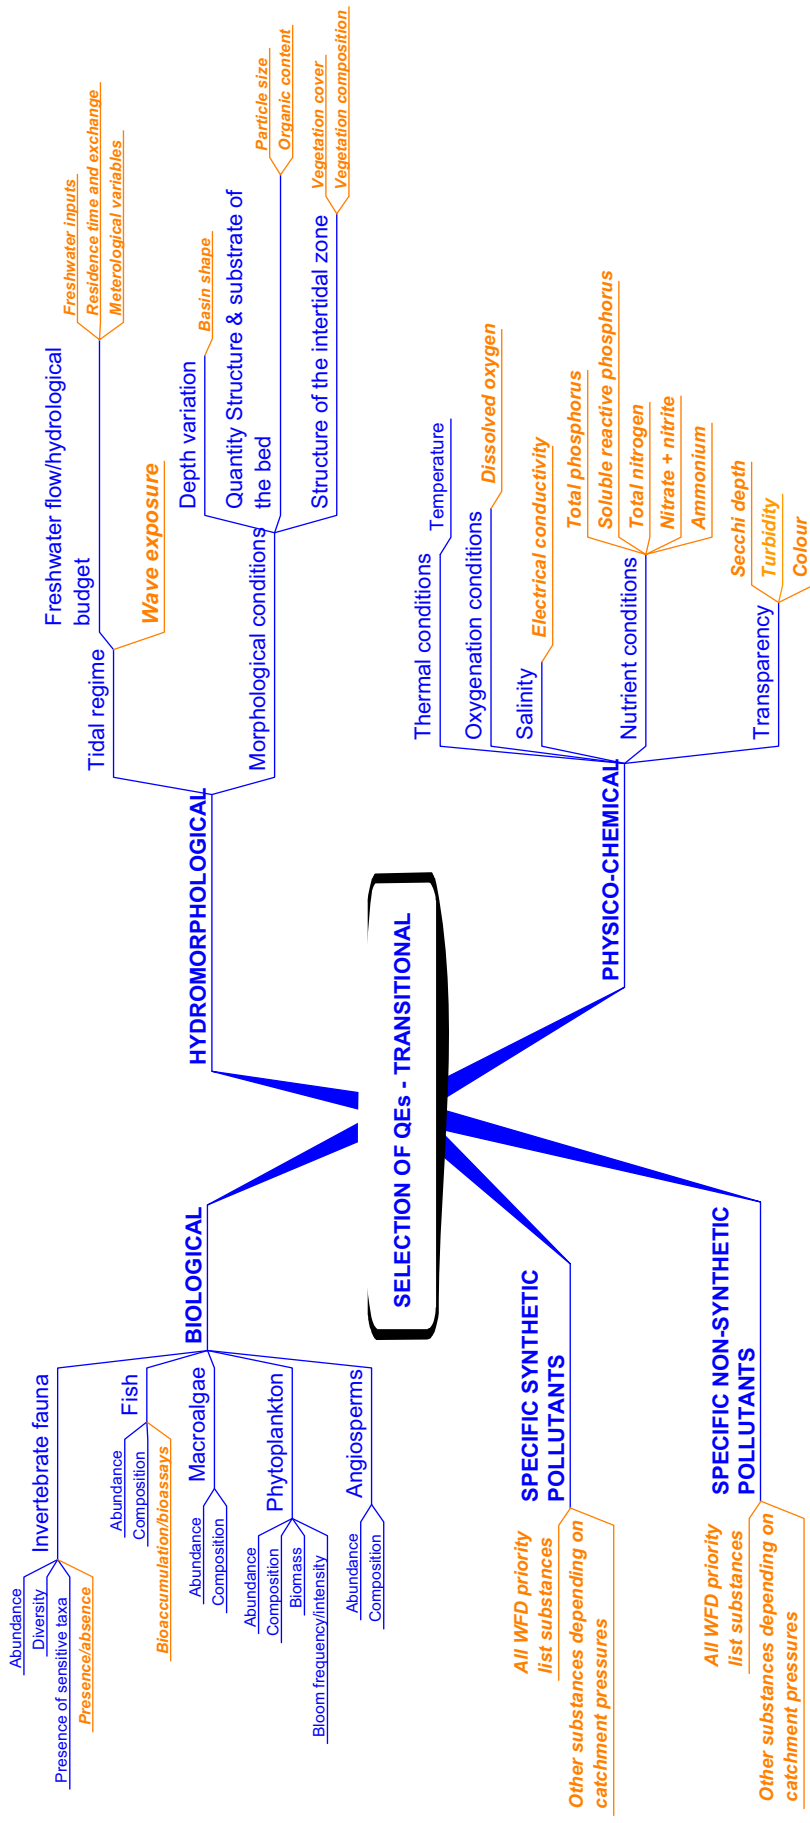 SELECTION OF QEs - TRANSITIONAL
BIOLOGICAL
Invertebrate fauna
Abundance
Diversity
Presence of sensitive taxa
Presence/absence
Fish
Abundance
Composition
Bioaccumulation/bioassays
Macroalgae
Abundance
Composition
Phytoplankton
Abundance
Composition
Biomass
Bloom frequency/intensity
Angiosperms
Abundance
Composition
HYDROMORPHOLOGICAL
Tidal regime
Freshwater flow/hydrological
budget
Freshwater inputs
Residence time and exchange
Meterological variables
Wave exposure
Morphological conditions
Depth variation
Basin shape
Quantity Structure & substrate of
the bed
Particle size
Organic content
Structure of the intertidal zone
Vegetation cover
Vegetation composition
SPECIFIC SYNTHETIC
POLLUTANTS
All WFD priority
list substances
Other substances depending on
catchment pressures
SPECIFIC NON-SYNTHETIC
POLLUTANTS
All WFD priority
list substances
Other substances depending on
catchment pressures
PHYSICO-CHEMICAL
Thermal conditions
Temperature
Oxygenation conditions
Dissolved oxygen
Salinity
Electrical conductivity
Nutrient conditions
Total phosphorus
Soluble reactive phosphorus
Total nitrogen
Nitrate + nitrite
Ammonium
Transparency
Secchi depth
Turbidity
Colour